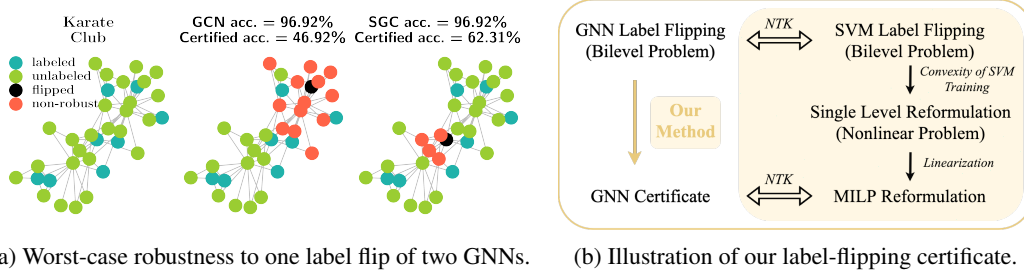 Karate
Club
labeled
unlabeled
flipped
non-robust
GCN acc. = 96.92%
Certified acc. = 46.92%
SGC acc. = 96.92%
Certified acc. = 62.31%
a) Worst-case robustness to one label flip of two GNNs.
GNN Label Flipping
(Bilevel Problem)
NTK
SVM Label Flipping
(Bilevel Problem)
Convexity of SVM
Training
Our
Method
Single Level Reformulation
(Nonlinear Problem)
Linearization
GNN Certificate
NTK
MILP Reformulation
(b) Illustration of our label-flipping certificate.